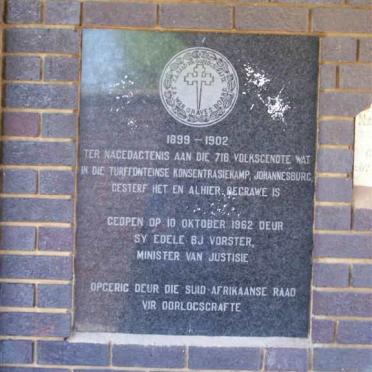 1899 - 1902
TER NAGEDAGTENIS AAN DIE 716 VOLKSGENOTE WAT
IN DIE TURFFONTEINSE KONSENTRASIEKAMP, JOHANNESBURG,
GESTERF HET EN ALHIER BEGRAWE IS
GEOPEN OP 10 OKTOBER 1962 DEUR
SY EDELE BJ VORSTER,
MINISTER VAN JUSTISIE
OPGERIG DEUR DIE SUID-AFRIKAANSE RAAD
VIR OORLOGSGRAFTE